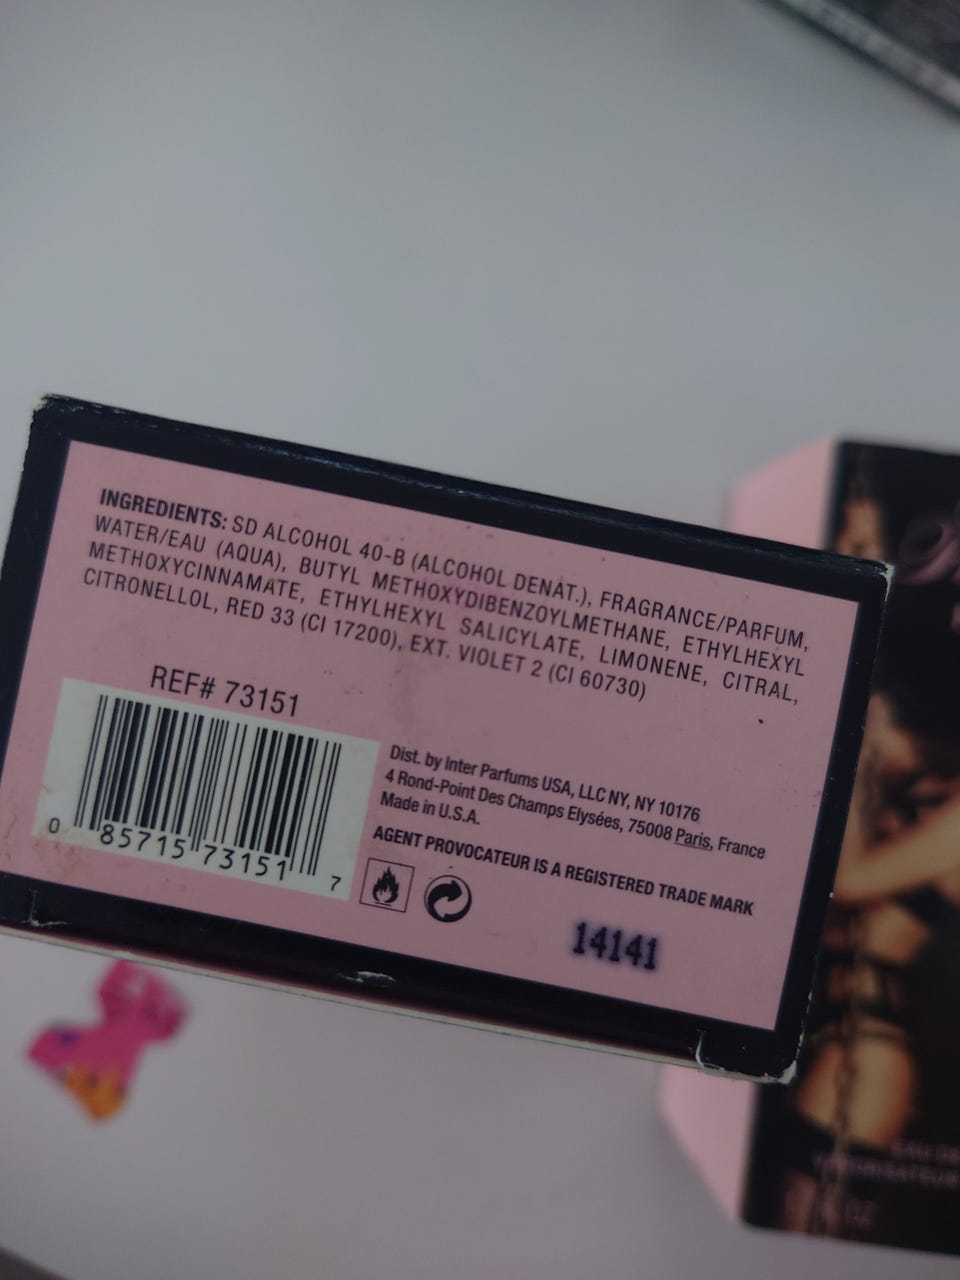 INGREDIENTS: SD ALCOHOL 40-B (ALCOHOL DENAT.), FRAGRANCE/PARFUM,
WATER/EAU (AQUA), BUTYL METHOXYDIBENZOYLMETHANE, ETHYLHEXYL
METHOXYCINNAMATE, ETHYLHEXYL SALICYLATE, LIMONENE, CITRAL,
CITRONELLOL, RED 33 (CI 17200), EXT. VIOLET 2 (CI 60730)
REF# 73151
0 85715 73151 7
Dist. by Inter Parfums USA, LLC NY, NY 10176
4 Rond-Point Des Champs Elysées, 75008 Paris, France
Made in U.S.A.
AGENT PROVOCATEUR IS A REGISTERED TRADE MARK
14141
EAU DE